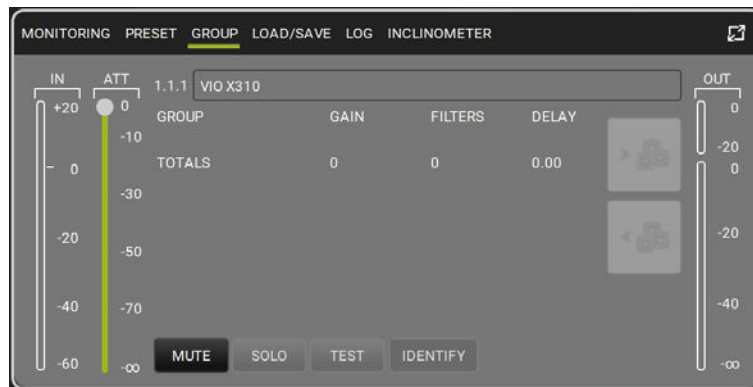 MONITORING PRESET GROUP LOAD/SAVE LOG INCLINOMETER
IN ATT OUT
1.1.1 VIO X310
+20 0 0
GROUP GAIN FILTERS DELAY
-10
-20
TOTALS 0 0 0.00
0 0
-30
-20 -20
-50
-40 -70 -40
MUTE SOLO TEST IDENTIFY
-60 -∞ -∞